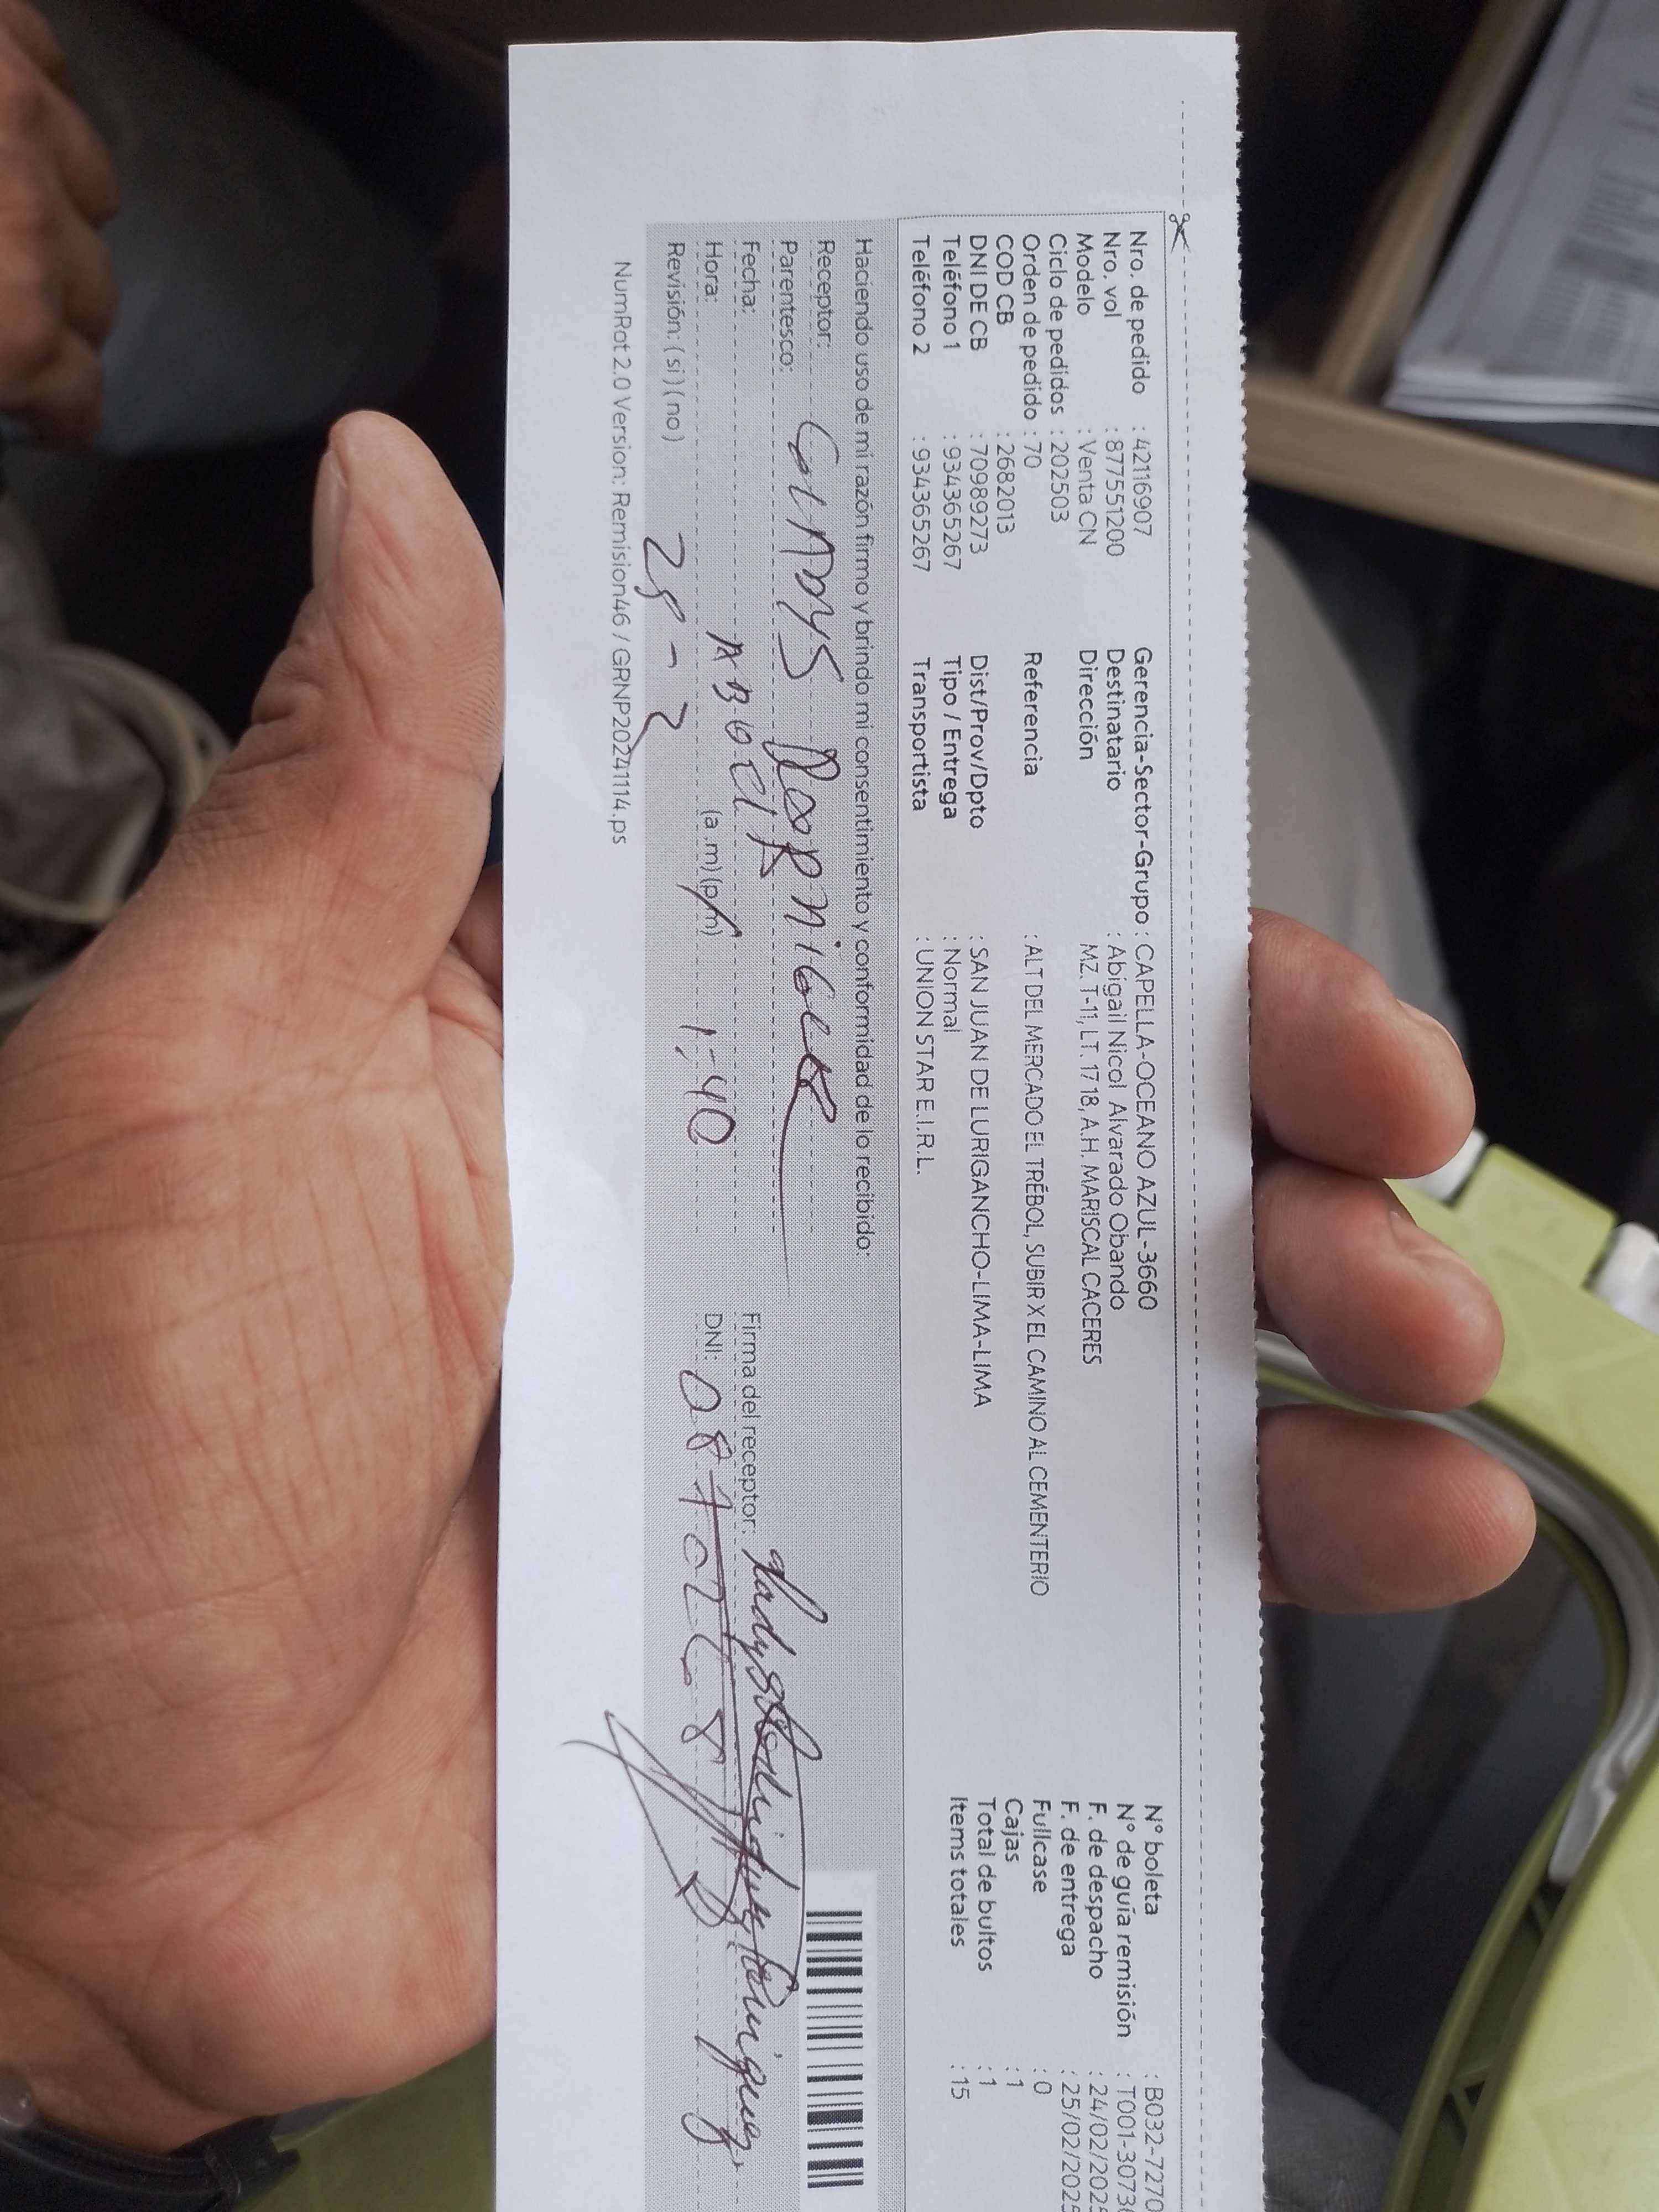 Nro. de pedido : 42116907
Nro. vol : 877551200
Modelo : Venta CN
Ciclo de pedidos : 202503
Orden de pedido : 70
COD CB : 2682013
DNI DE CB : 70989273
Teléfono 1 : 934365267
Teléfono 2 : 934365267
Gerencia-Sector-Grupo : CAPELLA-OCEANO AZUL-3660
Destinatario : Abigail Nicol Alvarado Obando
Dirección MZ. T-11, LT. 17 18, A.H. MARISCAL CACERES
Referencia : ALT DEL MERCADO EL TRÉBOL, SUBIR X EL CAMINO AL CEMENTERIO
Dist/Prov/Dpto : SAN JUAN DE LURIGANCHO-LIMA-LIMA
Tipo / Entrega : Normal
Transportista : UNION STAR E.I.R.L.
N° boleta : B032-7270
N° de guía remisión : T001-3073
F. de despacho : 24/02/202
F. de entrega : 25/02/2025
Fullcase : 0
Cajas : 1
Total de bultos : 1
Items totales : 15
Haciendo uso de mi razón firmo y brindo mi consentimiento y conformidad de lo recibido:
Receptor: GLADYS
Parentesco:
Fecha:
Hora: (a.m)(pm) 1:40
Revisión: (si)(no)
25-2
Firma del receptor:
DNI:
NumRot 2.0 Version: Remision46 / GRNP20241114.ps